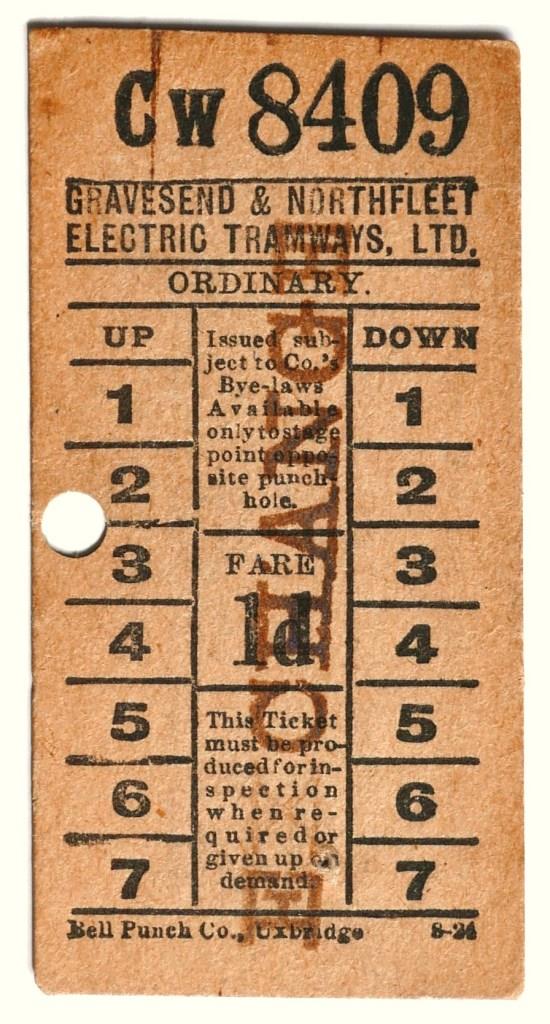 CW 8409
GRAVESEND & NORTHFLEET
ELECTRIC TRAMWAYS, LTD.
ORDINARY.
UP
1
2
3
4
5
6
7
Issued sub-
ject to Co.'s
Bye-laws
Available
only to stage
point oppo-
site punch-
hole.
FARE
1d
This Ticket
must be pro-
duced for in-
spection
when re-
quired or
given up on
demand.
DOWN
1
2
3
4
5
6
7
EXCHANGE
Bell Punch Co., Uxbridge 8-24